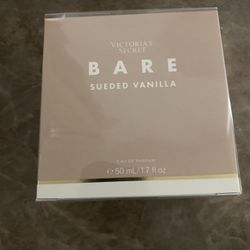 VICTORIA'S
SECRET
BARE
SUEDED VANILLA
EAU DE PARFUM
℮ 50 mL/1.7 fl oz